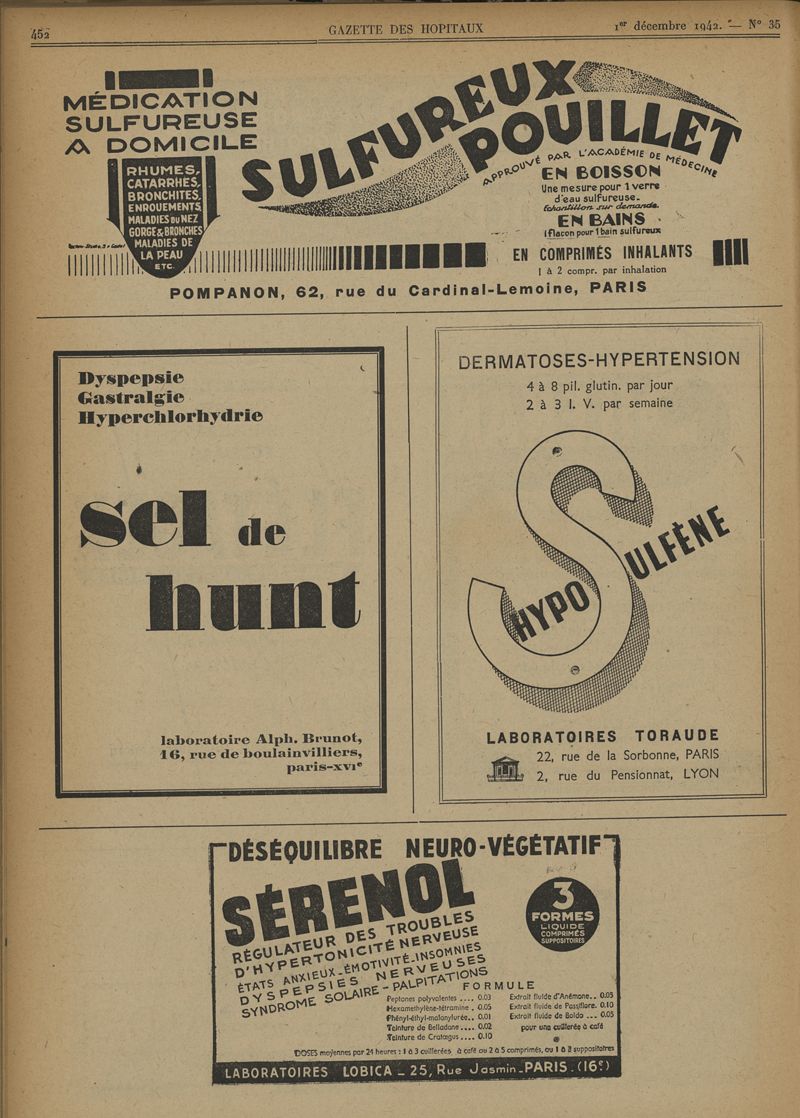 452
GAZETTE DES HOPITAUX
1er décembre 1942. — N° 35
MÉDICATION
SULFUREUSE
A DOMICILE
RHUMES,
CATARRHES,
BRONCHITES,
ENROUEMENTS,
MALADIES DU NEZ
GORGE & BRONCHES
MALADIES DE
LA PEAU
ETC.
SULFUREUX
POUILLET
APPROUVÉ PAR L'ACADÉMIE DE MÉDECINE
EN BOISSON
Une mesure pour 1 verre
d'eau sulfureuse.
Échantillon sur demande.
EN BAINS
1 flacon pour 1 bain sulfureux
EN COMPRIMÉS INHALANTS
1 à 2 compr. par inhalation
POMPANON, 62, rue du Cardinal-Lemoine, PARIS
Dyspepsie
Gastralgie
Hyperchlorhydrie
sel de
hunt
laboratoire Alph. Brunot,
16, rue de boulainvilliers,
paris-XVIe
DERMATOSES-HYPERTENSION
4 à 8 pil. glutin. par jour
2 à 3 I. V. par semaine
HYPOSULFÈNE
LABORATOIRES TORAUDE
22, rue de la Sorbonne, PARIS
2, rue du Pensionnat, LYON
DÉSÉQUILIBRE NEURO-VÉGÉTATIF
SÉRENOL
RÉGULATEUR DES TROUBLES
D'HYPERTONICITÉ NERVEUSE
ÉTATS ANXIEUX-ÉMOTIVITÉ-INSOMNIES
DYSPEPSIES NERVEUSES
SYNDROME SOLAIRE - PALPITATIONS
3
FORMES
LIQUIDE
COMPRIMÉS
SUPPOSITOIRES
FORMULE
Peptones polyvalentes .... 0.03
Hexaméthylène-tétramine . 0.05
Phényl-éthyl-malonylurée.. 0.01
Teinture de Belladone.... 0.02
Teinture de Cratœgus .... 0.10
Extrait fluide d'Anémone.. 0.05
Extrait fluide de Passiflore. 0.10
Extrait fluide de Boldo ... 0.05
pour une cuillerée à café
DOSES moyennes par 24 heures : 1 à 3 cuillerées à café ou 2 à 5 comprimés, ou 1 à 3 suppositoires
LABORATOIRES LOBICA - 25, Rue Jasmin - PARIS. (16e)